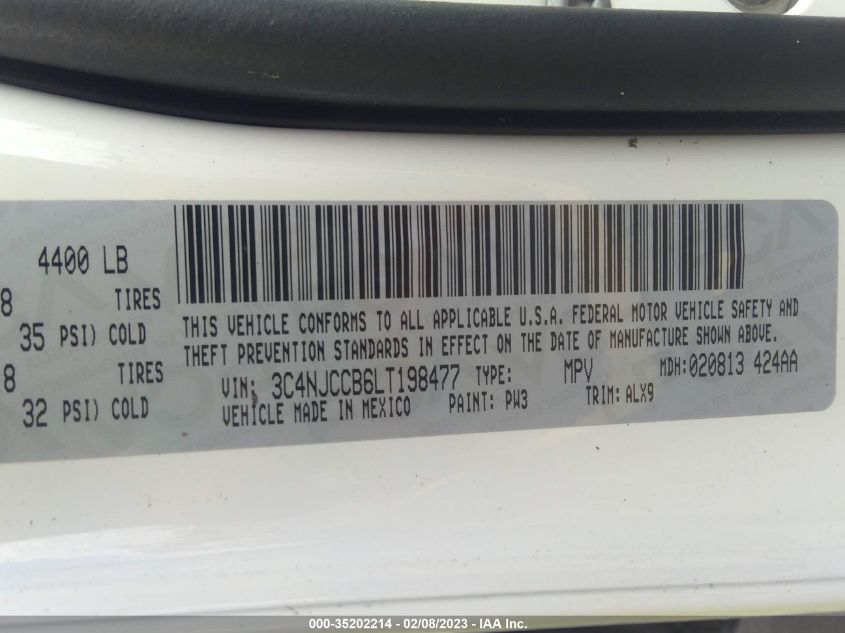 4400 LB
8 TIRES
35 PSI) COLD
8 TIRES
32 PSI) COLD
THIS VEHICLE CONFORMS TO ALL APPLICABLE U.S.A. FEDERAL MOTOR VEHICLE SAFETY AND
THEFT PREVENTION STANDARDS IN EFFECT ON THE DATE OF MANUFACTURE SHOWN ABOVE.
VIN: 3C4NJCCB6LT198477 TYPE: MPV MDH:020813 424AA
VEHICLE MADE IN MEXICO PAINT: PW3 TRIM: ALX9
000-35202214 - 02/08/2023 - IAA Inc.